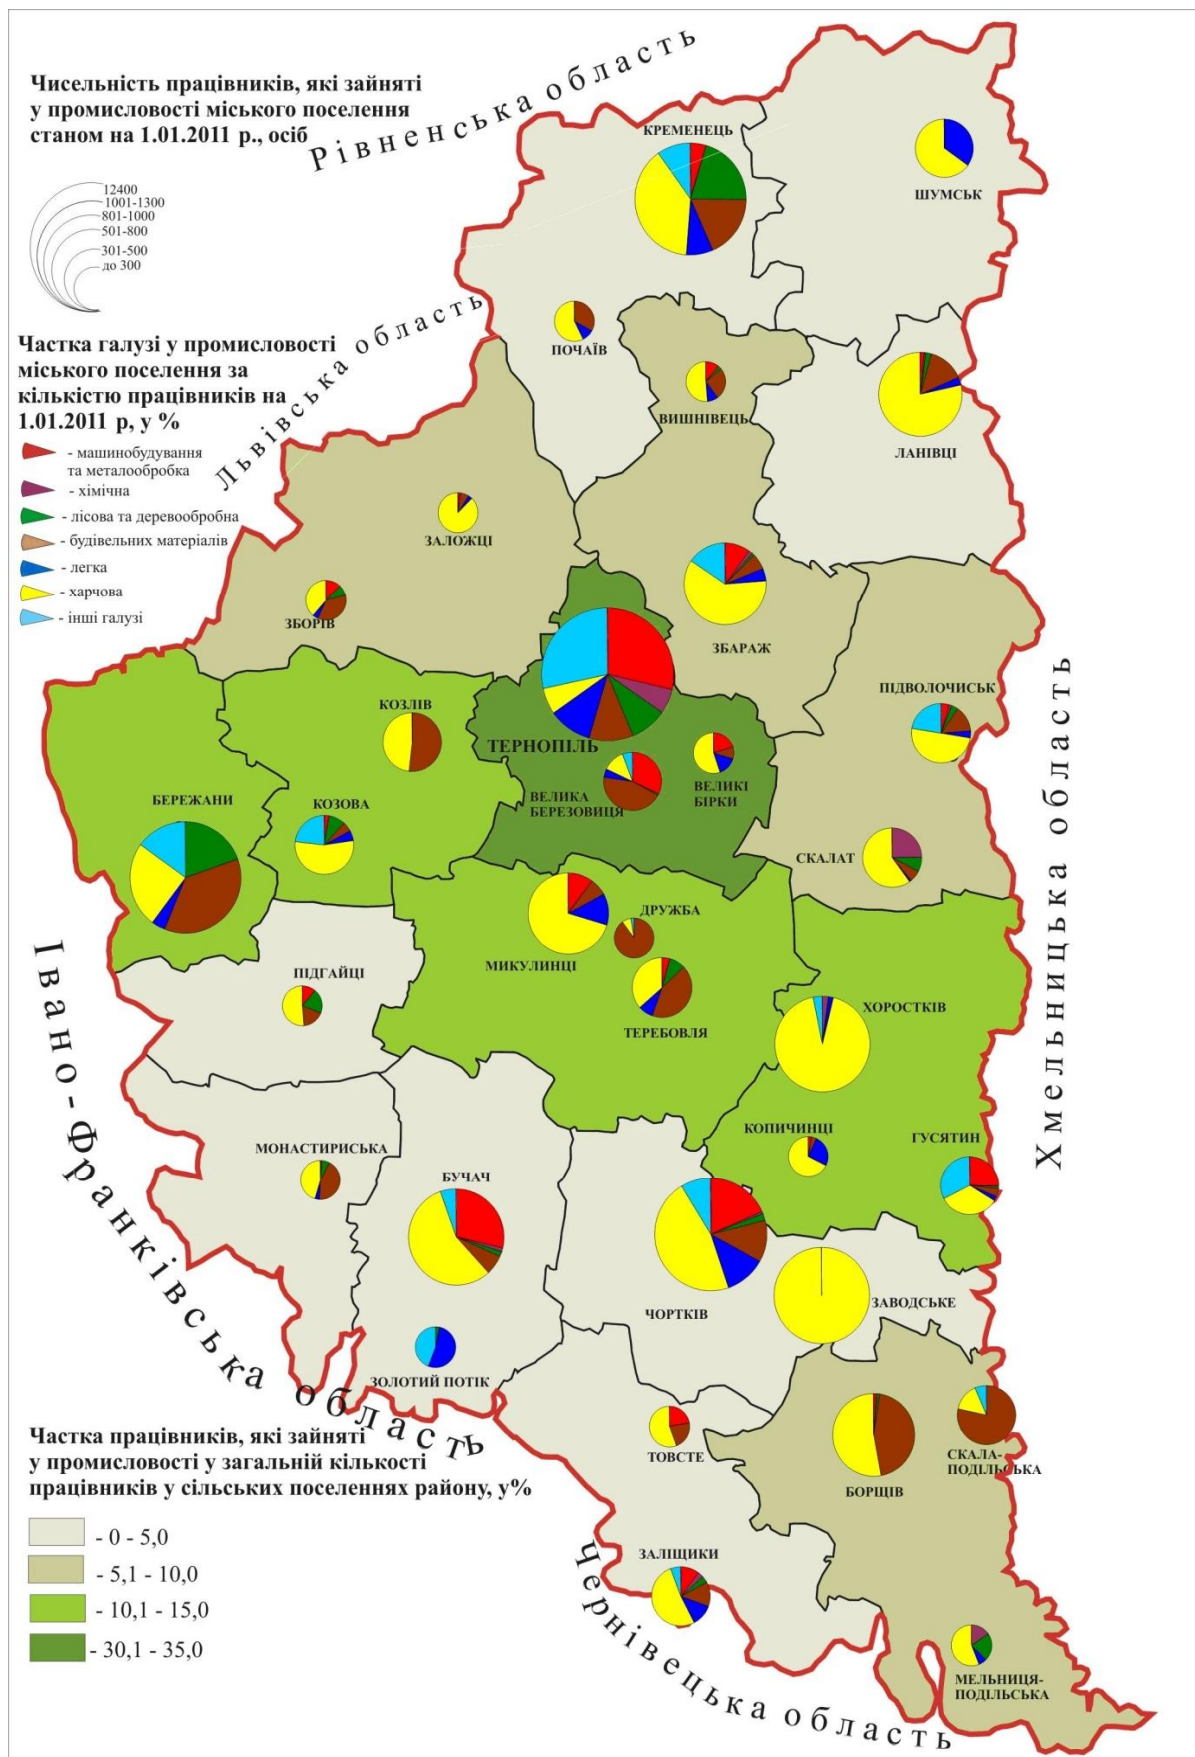 Чисельність працівників, які зайняті
у промисловості міського поселення
станом на 1.01.2011 р., осіб
12400
1001-1300
801-1000
501-800
301-500
до 300
Частка галузі у промисловості
міського поселення за
кількістю працівників на
1.01.2011 р, у %
- машинобудування
та металообробка
- хімічна
- лісова та деревообробна
- будівельних матеріалів
- легка
- харчова
- інші галузі
Рівненська область
Львівська область
Хмельницька область
Івано-Франківська область
Чернівецька область
КРЕМЕНЕЦЬ
ШУМСЬК
ПОЧАЇВ
ВИШНІВЕЦЬ
ЛАНІВЦІ
ЗАЛОЖЦІ
ЗБОРІВ
ЗБАРАЖ
ПІДВОЛОЧИСЬК
КОЗЛІВ
ТЕРНОПІЛЬ
ВЕЛИКА
БЕРЕЗОВИЦЯ
ВЕЛИКІ
БІРКИ
БЕРЕЖАНИ
КОЗОВА
СКАЛАТ
МИКУЛИНЦІ
ДРУЖБА
ТЕРЕБОВЛЯ
ПІДГАЙЦІ
ХОРОСТКІВ
КОПИЧИНЦІ
ГУСЯТИН
МОНАСТИРИСЬКА
БУЧАЧ
ЧОРТКІВ
ЗАВОДСЬКЕ
ЗОЛОТИЙ ПОТІК
ТОВСТЕ
БОРЩІВ
СКАЛА-
ПОДІЛЬСЬКА
ЗАЛІЩИКИ
МЕЛЬНИЦЯ-
ПОДІЛЬСЬКА
Частка працівників, які зайняті
у промисловості у загальній кількості
працівників у сільських поселеннях району, у%
- 0 - 5,0
- 5,1 - 10,0
- 10,1 - 15,0
- 30,1 - 35,0